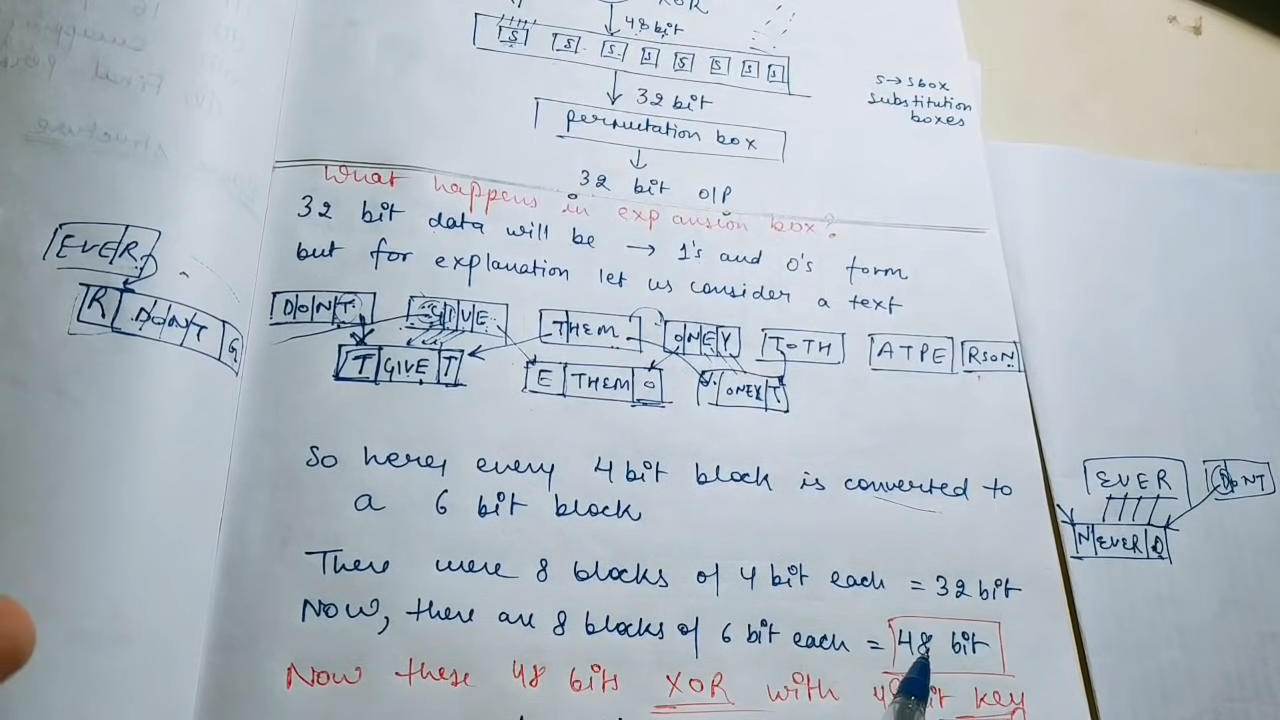 XOR
48 bit
S S S S S S S S
32 bit
permutation box
32 bit O/P
S → Sbox
substitution
boxes
What happens in expansion box?
32 bit data will be → 1's and 0's form
but for explanation let us consider a text
EVER
R DONT G
DONT GIVE THEM ONEY TOTH ATPE RSON
T GIVE T E THEM O ONEY T
So here, every 4 bit block is converted to
a 6 bit block
EVER DONT
N EVER D
There were 8 blocks of 4 bit each = 32 bit
Now, there are 8 blocks of 6 bit each = 48 bit
Now these 48 bits XOR with 48 bit key